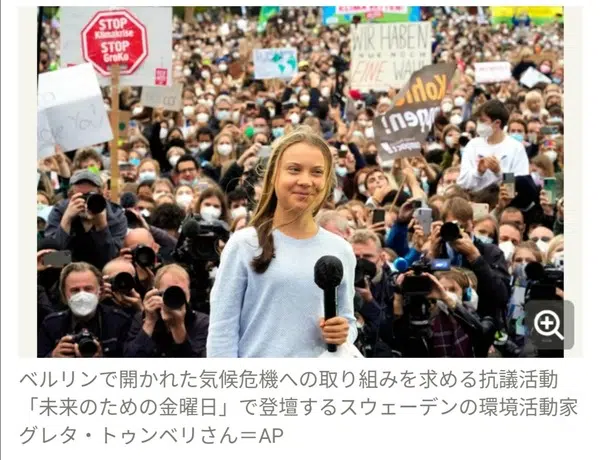 STOP
Klimakrise
STOP
GroKo
WIR HABEN
NUR NOCH
EINE WAHL
Kohle
ベルリンで開かれた気候危機への取り組みを求める抗議活動
「未来のための金曜日」で登壇するスウェーデンの環境活動家
グレタ・トゥンベリさん＝AP